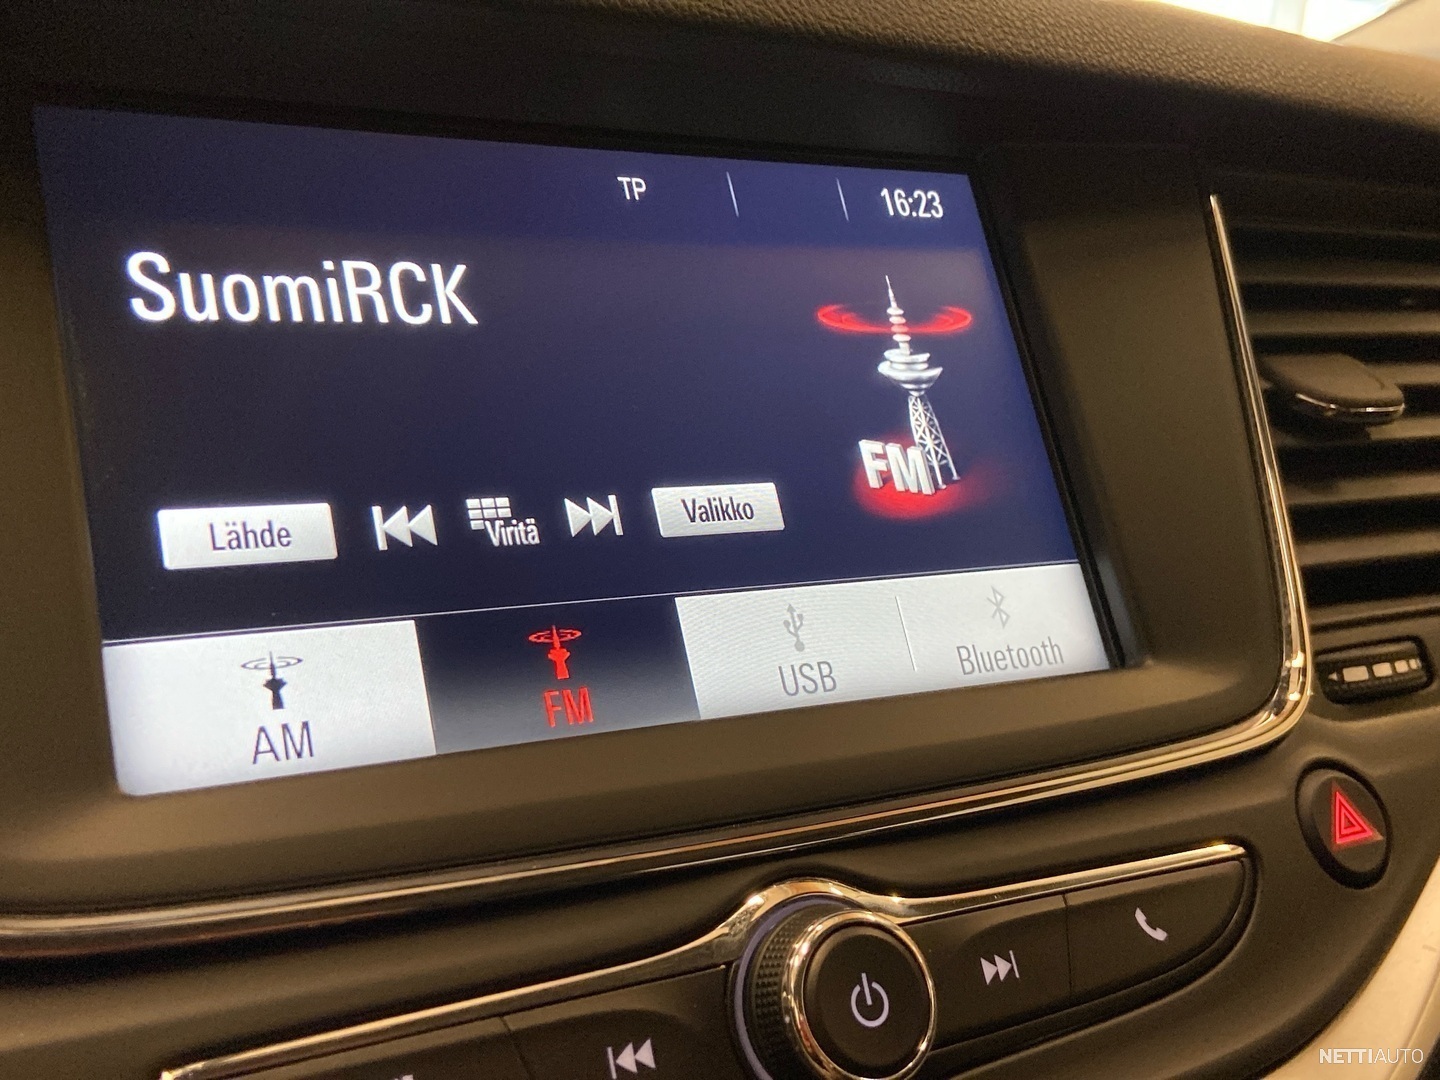 TP
16:23
SuomiRCK
FM
Lähde
Viritä
Valikko
AM
FM
USB
Bluetooth
NETTIAUTO